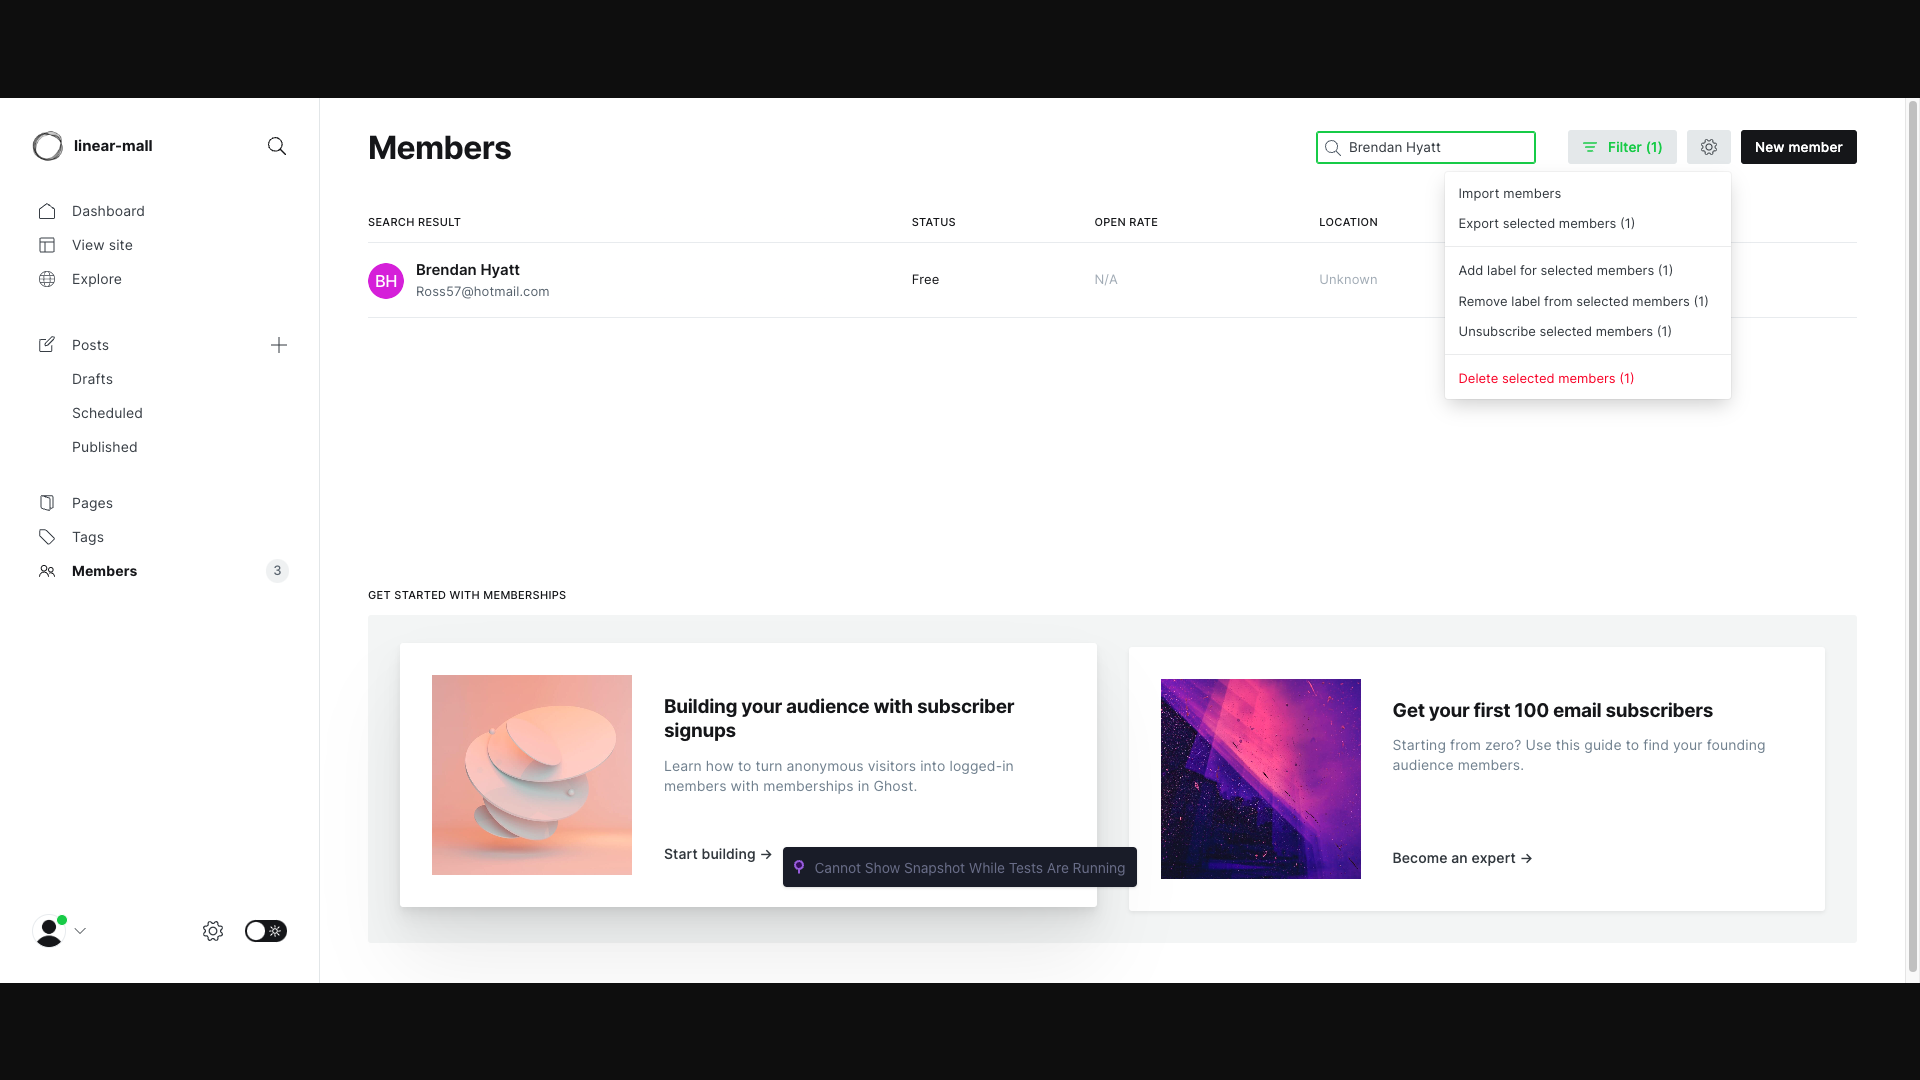 linear-mall
Dashboard
View site
Explore
Posts
Drafts
Scheduled
Published
Pages
Tags
Members
3
Members
Brendan Hyatt
Filter (1)
New member
Import members
Export selected members (1)
Add label for selected members (1)
Remove label from selected members (1)
Unsubscribe selected members (1)
Delete selected members (1)
SEARCH RESULT
STATUS
OPEN RATE
LOCATION
BH
Brendan Hyatt
Ross57@hotmail.com
Free
N/A
Unknown
GET STARTED WITH MEMBERSHIPS
Building your audience with subscriber
signups
Learn how to turn anonymous visitors into logged-in
members with memberships in Ghost.
Start building →
Get your first 100 email subscribers
Starting from zero? Use this guide to find your founding
audience members.
Become an expert →
Cannot Show Snapshot While Tests Are Running